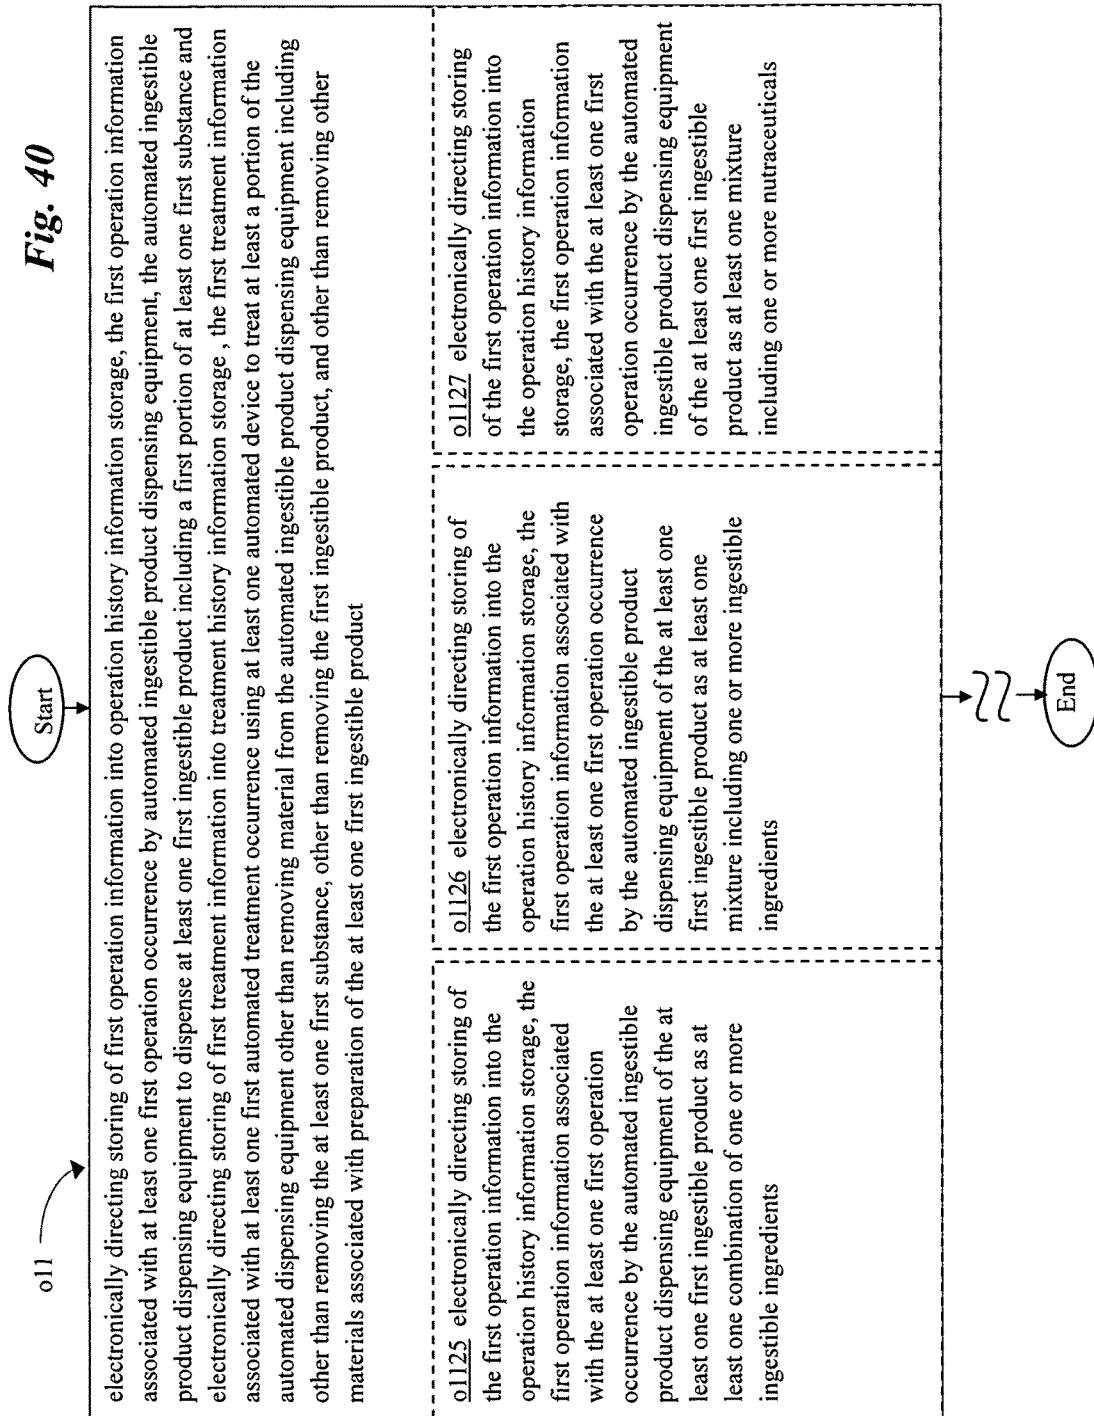 Fig. 40
Start
o11
electronically directing storing of first operation information into operation history information storage, the first operation information
associated with at least one first operation occurrence by automated ingestible product dispensing equipment, the automated ingestible
product dispensing equipment to dispense at least one first ingestible product including a first portion of at least one first substance and
electronically directing storing of first treatment information into treatment history information storage , the first treatment information
associated with at least one first automated treatment occurrence using at least one automated device to treat at least a portion of the
automated dispensing equipment other than removing material from the automated ingestible product dispensing equipment including
other than removing the at least one first substance, other than removing the first ingestible product, and other than removing other
materials associated with preparation of the at least one first ingestible product
o1125 electronically directing storing of
the first operation information into the
operation history information storage, the
first operation information associated
with the at least one first operation
occurrence by the automated ingestible
product dispensing equipment of the at
least one first ingestible product as at
least one combination of one or more
ingestible ingredients
o1126 electronically directing storing of
the first operation information into the
operation history information storage, the
first operation information associated with
the at least one first operation occurrence
by the automated ingestible product
dispensing equipment of the at least one
first ingestible product as at least one
mixture including one or more ingestible
ingredients
o1127 electronically directing storing
of the first operation information into
the operation history information
storage, the first operation information
associated with the at least one first
operation occurrence by the automated
ingestible product dispensing equipment
of the at least one first ingestible
product as at least one mixture
including one or more nutraceuticals
End